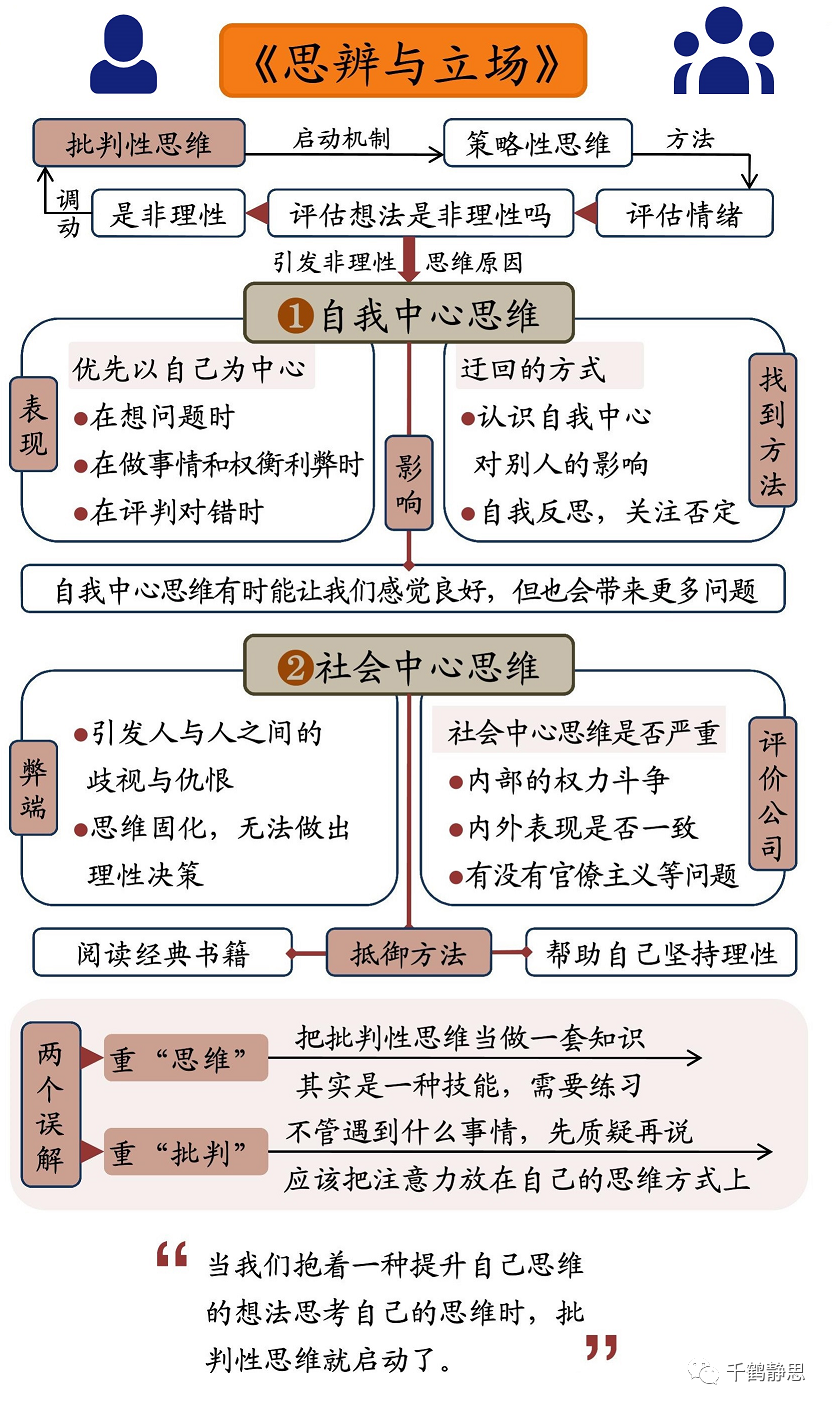 《思辨与立场》
批判性思维
启动机制
策略性思维
方法
调动
是非理性
评估想法是非理性吗
评估情绪
引发非理性 思维原因
❶自我中心思维
表现
优先以自己为中心
●在想问题时
●在做事情和权衡利弊时
●在评判对错时
影响
迂回的方式
●认识自我中心
对别人的影响
●自我反思，关注否定
找到方法
自我中心思维有时能让我们感觉良好，但也会带来更多问题
❷社会中心思维
弊端
●引发人与人之间的
歧视与仇恨
●思维固化，无法做出
理性决策
社会中心思维是否严重
●内部的权力斗争
●内外表现是否一致
●有没有官僚主义等问题
评价公司
阅读经典书籍
抵御方法
帮助自己坚持理性
两个误解
重“思维”
把批判性思维当做一套知识
其实是一种技能，需要练习
重“批判”
不管遇到什么事情，先质疑再说
应该把注意力放在自己的思维方式上
“
当我们抱着一种提升自己思维
的想法思考自己的思维时，批
判性思维就启动了。
”
千鹤静思